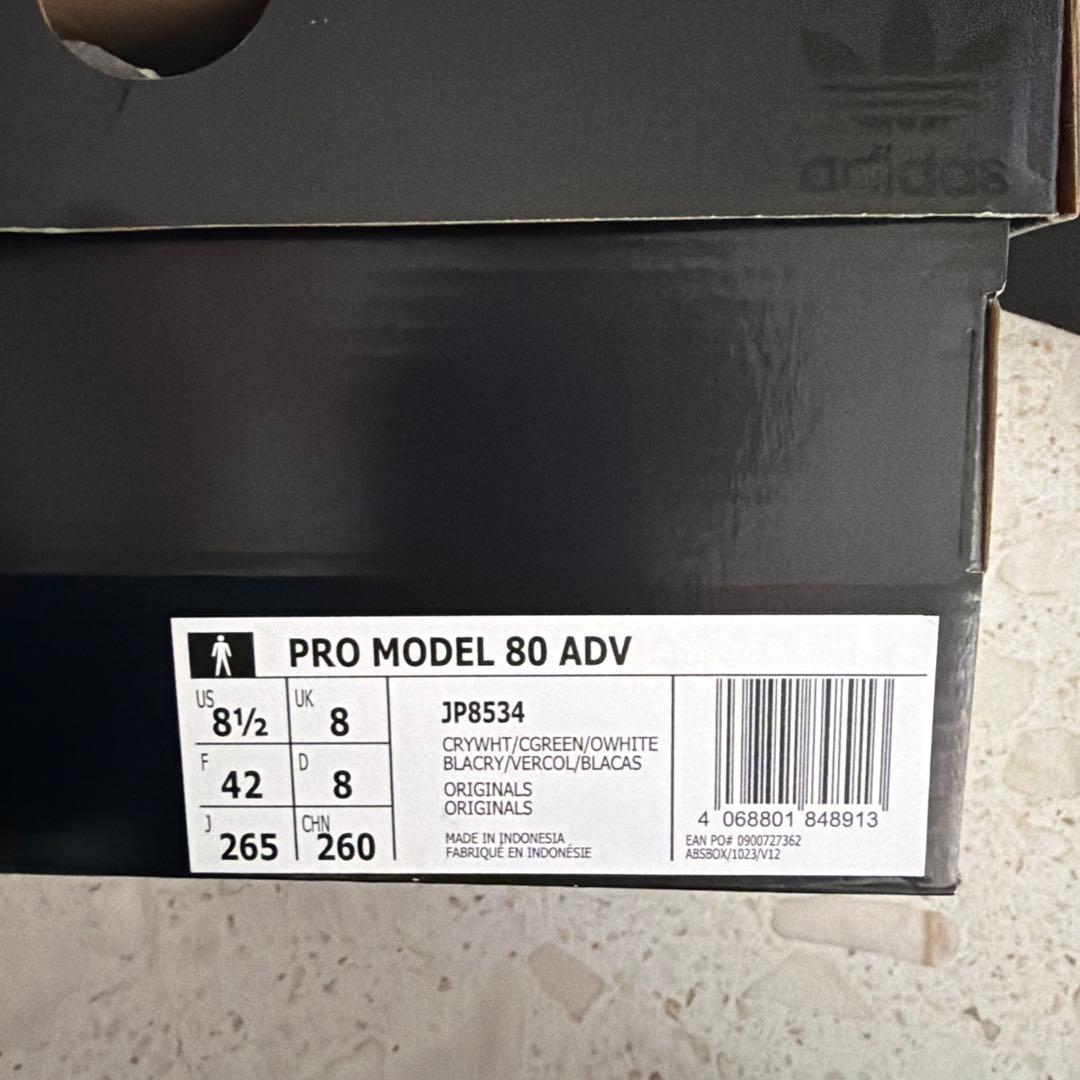 adidas
PRO MODEL 80 ADV
US 8½ UK 8
F 42 D 8
J 265 CHN 260
JP8534
CRYWHT/CGREEN/OWHITE
BLACRY/VERCOL/BLACAS
ORIGINALS
ORIGINALS
MADE IN INDONESIA
FABRIQUÉ EN INDONÉSIE
4 068801 848913
EAN PO# 0900727362
ABSBOX/1023/V12